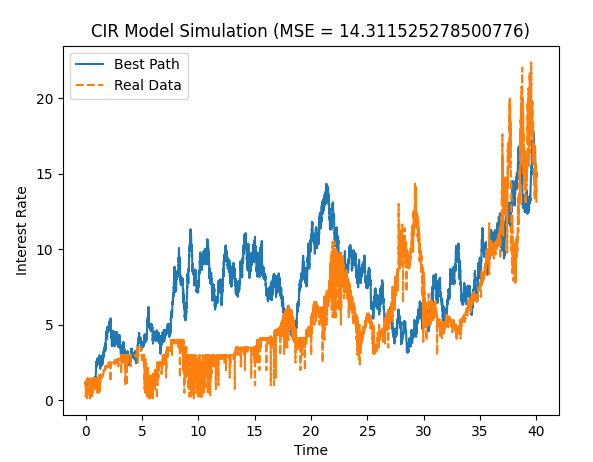 CIR Model Simulation (MSE = 14.311525278500776)
Best Path
Real Data
Interest Rate
20
15
10
5
0
0 5 10 15 20 25 30 35 40
Time